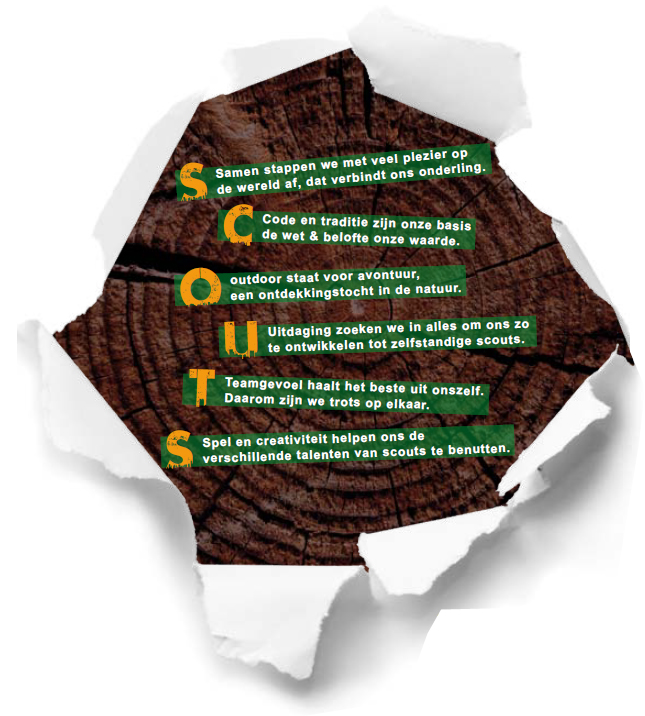 S Samen stappen we met veel plezier op
de wereld af, dat verbindt ons onderling.
C Code en traditie zijn onze basis
de wet & belofte onze waarde.
O outdoor staat voor avontuur,
een ontdekkingstocht in de natuur.
U Uitdaging zoeken we in alles om ons zo
te ontwikkelen tot zelfstandige scouts.
T Teamgevoel haalt het beste uit onszelf.
Daarom zijn we trots op elkaar.
S Spel en creativiteit helpen ons de
verschillende talenten van scouts te benutten.